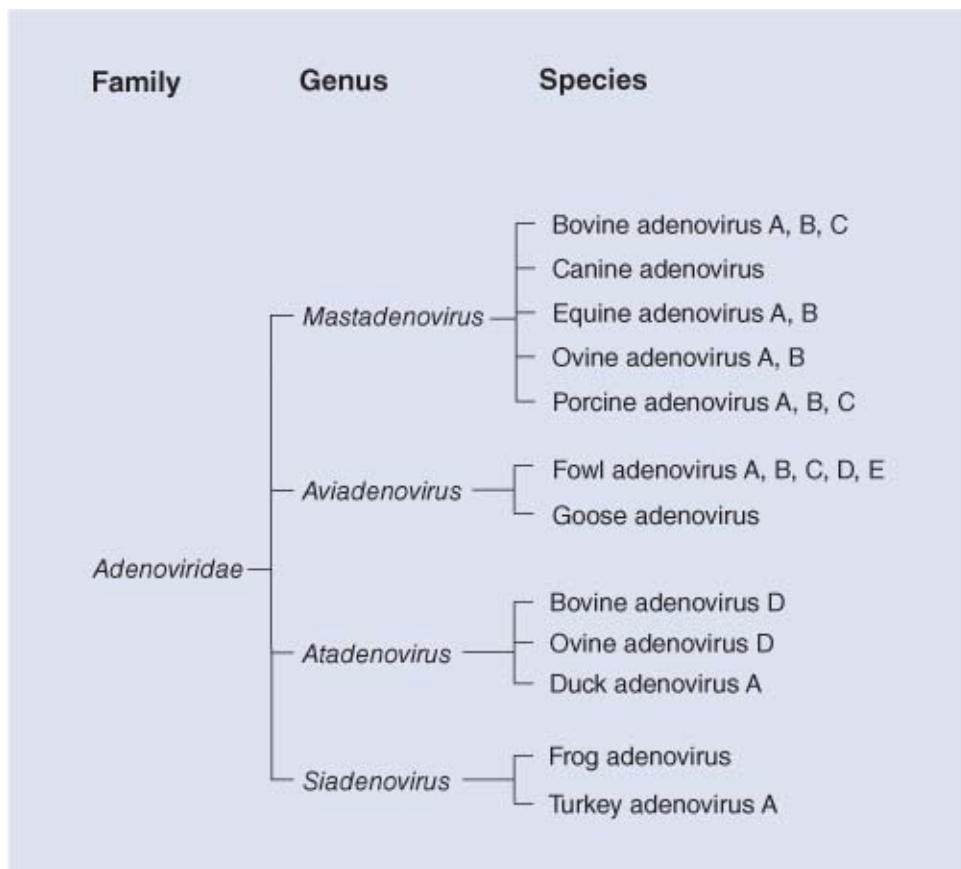 Family Genus Species
Bovine adenovirus A, B, C
Canine adenovirus
Mastadenovirus
Equine adenovirus A, B
Ovine adenovirus A, B
Porcine adenovirus A, B, C
Fowl adenovirus A, B, C, D, E
Aviadenovirus
Goose adenovirus
Adenoviridae
Bovine adenovirus D
Atadenovirus
Ovine adenovirus D
Duck adenovirus A
Frog adenovirus
Siadenovirus
Turkey adenovirus A